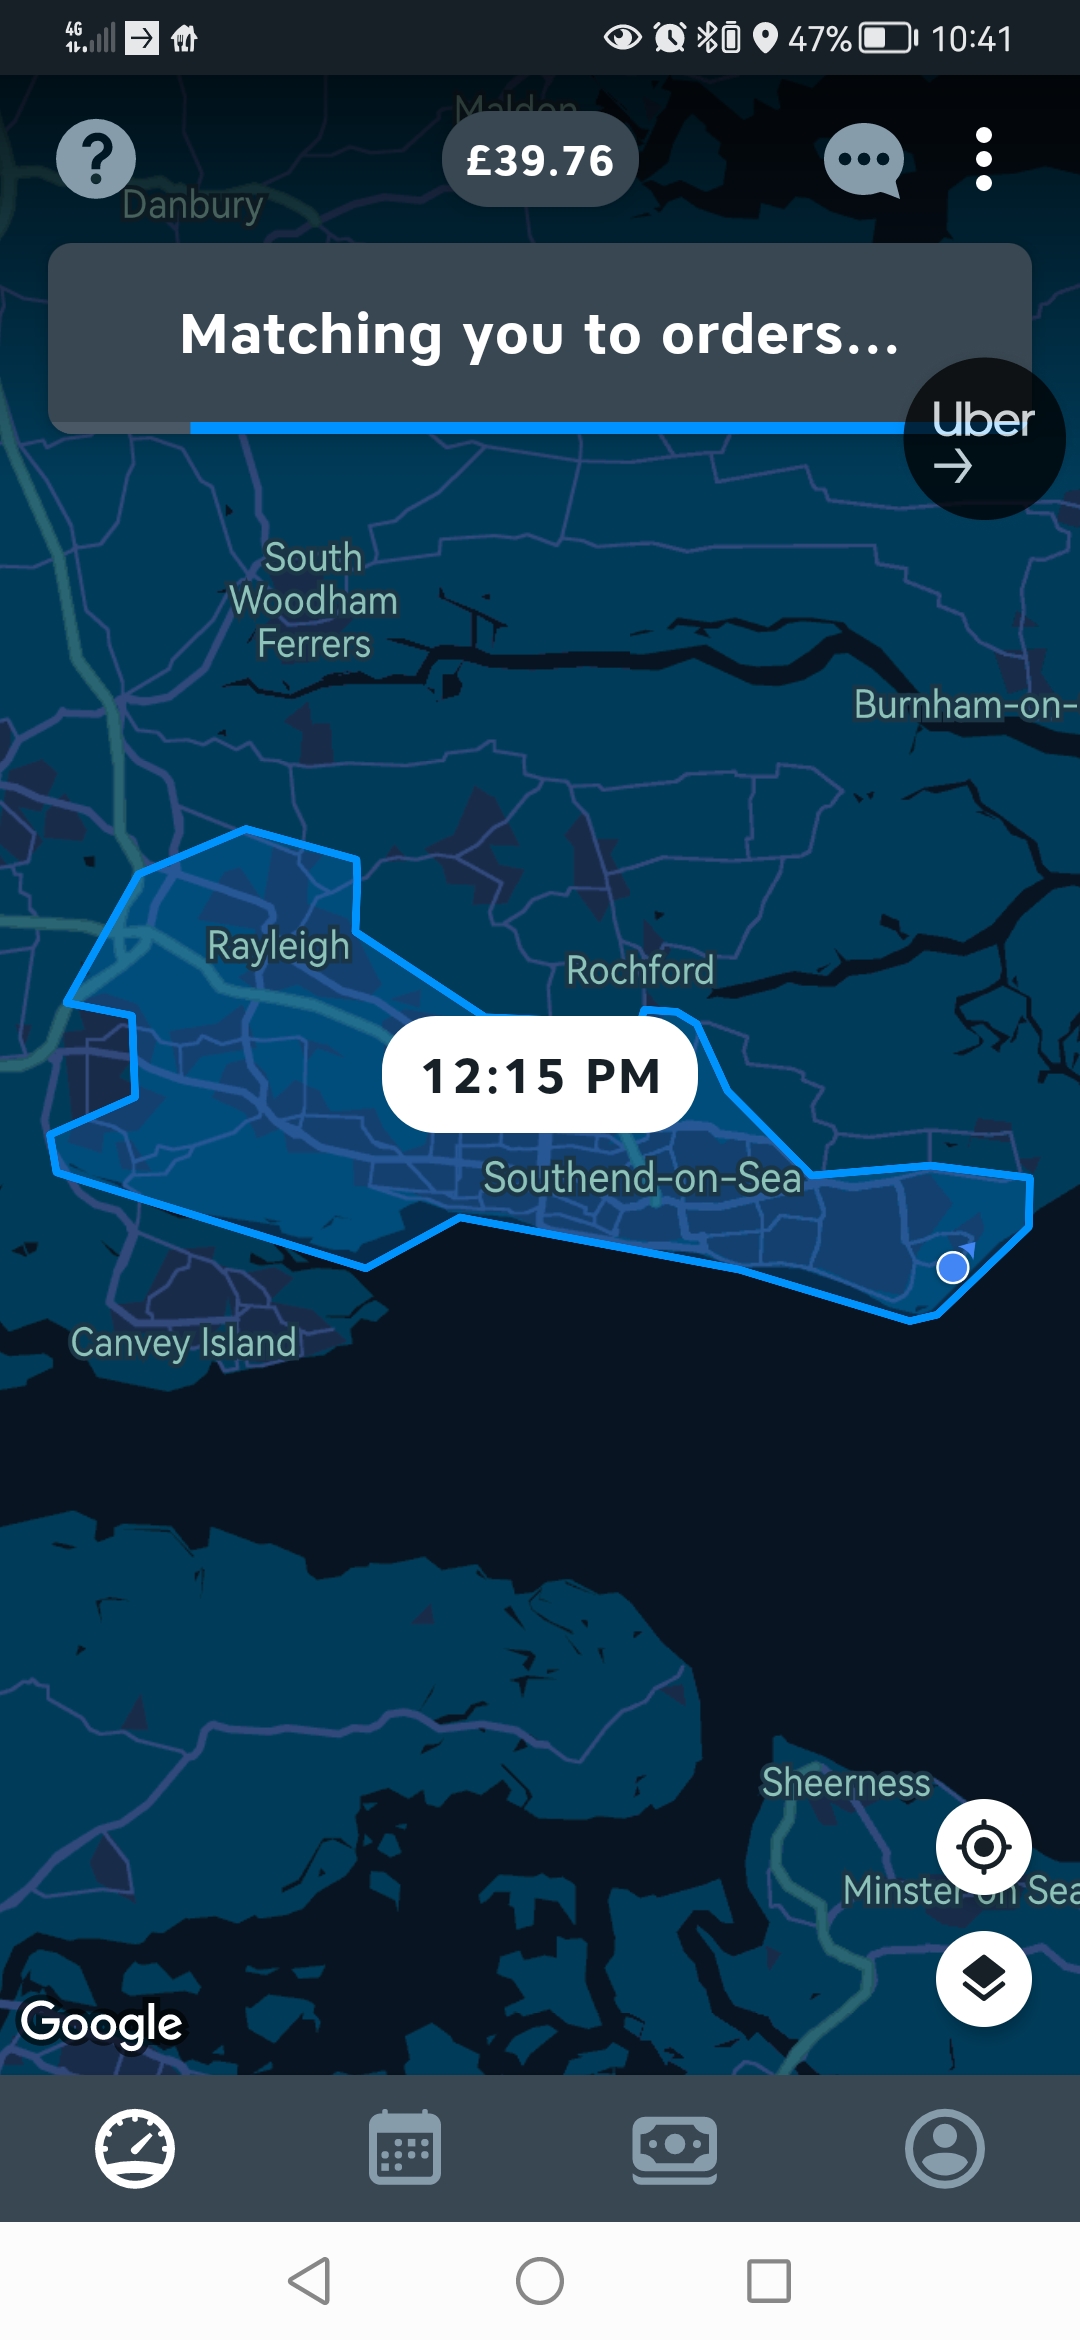 4G
47%
10:41
Maldon
£39.76
Danbury
Matching you to orders...
Uber
South
Woodham
Ferrers
Burnham-on-
Rayleigh
Rochford
12:15 PM
Southend-on-Sea
Canvey Island
Sheerness
Minster on Sea
Google